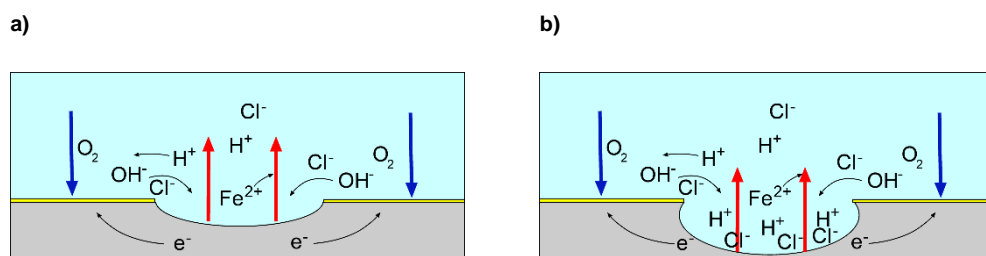 a)
b)
Cl⁻
O₂ H⁺ H⁺ Cl⁻ O₂
OH⁻ Cl⁻ Fe²⁺ OH⁻
e⁻ e⁻
Cl⁻
O₂ H⁺ H⁺ Cl⁻ O₂
OH⁻ Cl⁻ Fe²⁺ OH⁻
H⁺ H⁺ H⁺
e⁻ Cl⁻ Cl⁻ Cl⁻ e⁻